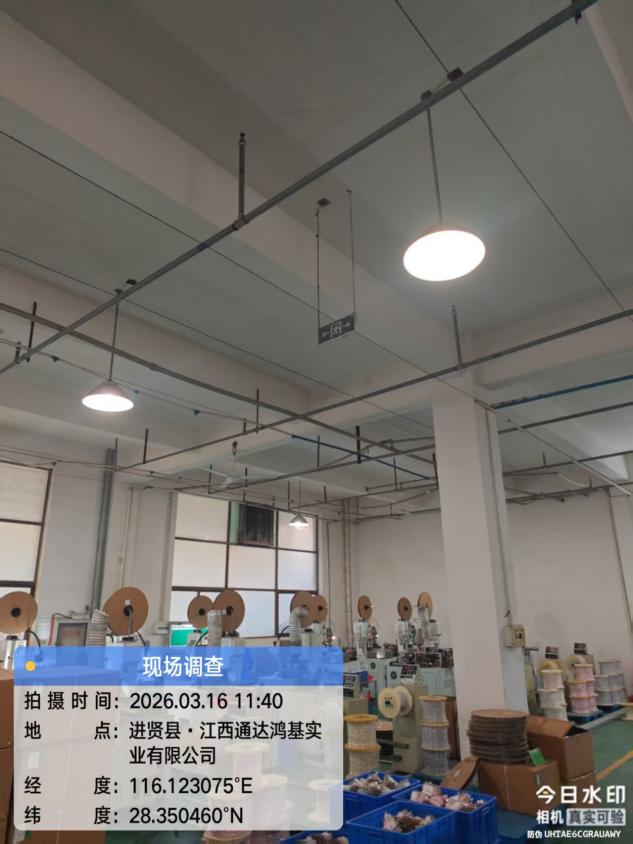 现场调查
拍摄时间：2026.03.16 11:40
地点：进贤县·江西通达鸿基实
业有限公司
经度：116.123075°E
纬度：28.350460°N
今日水印
相机 真实可验
防伪 UHTAE6CGRAUAWY